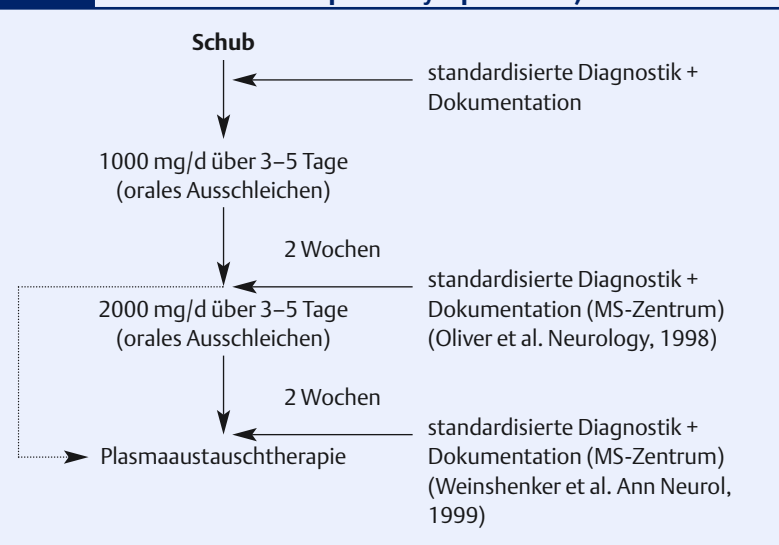 Schub
standardisierte Diagnostik +
Dokumentation
1000 mg/d über 3–5 Tage
(orales Ausschleichen)
2 Wochen
standardisierte Diagnostik +
Dokumentation (MS-Zentrum)
(Oliver et al. Neurology, 1998)
2000 mg/d über 3–5 Tage
(orales Ausschleichen)
2 Wochen
standardisierte Diagnostik +
Dokumentation (MS-Zentrum)
(Weinshenker et al. Ann Neurol,
1999)
Plasmaaustauschtherapie